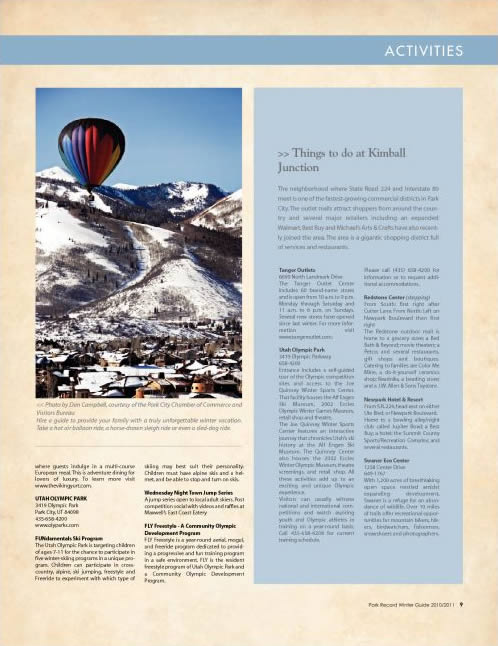 ACTIVITIES
>> Photo by Dan Campbell, courtesy of the Park City Chamber of Commerce and
Visitors Bureau
Hire a guide to provide your family with a truly unforgettable winter vacation.
Take a hot air balloon ride, a horse-drawn sleigh ride or even a sled-dog ride.
where guests indulge in a multi-course
European meal. This is adventure dining for
lovers of luxury. To learn more visit
www.thevikingyurt.com.
UTAH OLYMPIC PARK
3419 Olympic Park
Park City, UT 84098
435-658-4200
www.olyparks.com
FUNdamentals Ski Program
The Utah Olympic Park is targeting children
of ages 7-11 for the chance to participate in
five winter-skiing programs in a unique pro-
gram. Children can participate in cross-
country, alpine, ski jumping, freestyle and
Freeride to experiment with which type of
skiing may best suit their personality.
Children must have alpine skis and a hel-
met, and be able to stop and turn on skis.
Wednesday Night Town Jump Series
A jump series open to local adult skiers. Post
competition social with videos and raffles at
Maxwell's East Coast Eatery
FLY Freestyle - A Community Olympic
Development Program
FLY Freestyle is a year-round aerial, mogul,
and freeride program dedicated to provid-
ing a progressive and fun training program
in a safe environment. FLY is the resident
freestyle program of Utah Olympic Park and
a Community Olympic Development
Program.
>> Things to do at Kimball
Junction
The neighborhood where State Road 224 and Interstate 80
meet is one of the fastest-growing commercial districts in Park
City. The outlet malls attract shoppers from around the coun-
try and several major retailers including an expanded
Walmart, Best Buy and Michael's Arts & Crafts have also recent-
ly joined the area. The area is a gigantic shopping district full
of services and restaurants.
Tanger Outlets
6699 North Landmark Drive
The Tanger Outlet Center
includes 60 brand-name stores
and is open from 10 a.m. to 9 p.m.
Monday through Saturday and
11 a.m. to 6 p.m. on Sundays.
Several new stores have opened
since last winter. For more infor-
mation visit
www.tangeroutlet.com.
Utah Olympic Park
3419 Olympic Parkway
658-4200
Entrance includes a self-guided
tour of the Olympic competition
sites and access to the Joe
Quinney Winter Sports Center.
That facility houses the Alf Engen
Ski Museum, 2002 Eccles
Olympic Winter Games Museum,
retail shop and theatre.
The Joe Quinney Winter Sports
Center features an interactive
journey that chronicles Utah's ski
history at the Alf Engen Ski
Museum. The Quinney Center
also houses the 2002 Eccles
Winter Olympic Museum, theatre
screenings, and retail shop. All
these activities add up to an
exciting and unique Olympic
experience.
Visitors can usually witness
national and international com-
petitions and watch aspiring
youth and Olympic athletes in
training on a year-round basis.
Call 435-658-4200 for current
training schedule.
Please call (435) 658-4200 for
information or to request addi-
tional accommodations.
Redstone Center (shopping)
From South: first right after
Cutter Lane. From North: Left on
Newpark Boulevard then first
right
The Redstone outdoor mall is
home to a grocery store; a Bed
Bath & Beyond; movie theaters; a
Petco; and several restaurants,
gift shops and boutiques.
Catering to families are Color Me
Mine, a do-it-yourself ceramics
shop;
and a
Newpark Hotel & Resort
From S.R. 224, head east on either
Ute Blvd. or Newpark Boulevard.
Home to a bowling alley/night
club called Jupiter Bowl; a Best
Buy; a hotel; the Summit County
Sports/Recreation Complex; and
several restaurants.
Swaner Eco Center
1258 Center Drive
649-1767
With 1,200 acres of breathtaking
open space nestled amidst
expanding development,
Swaner is a refuge for an abun-
dance of wildlife. Over 10 miles
of trails offer recreational oppor-
tunities for mountain bikers, hik-
ers, birdwatchers, fishermen,
snowshoers and photographers.
Park Record Winter Guide 2010/2011 9